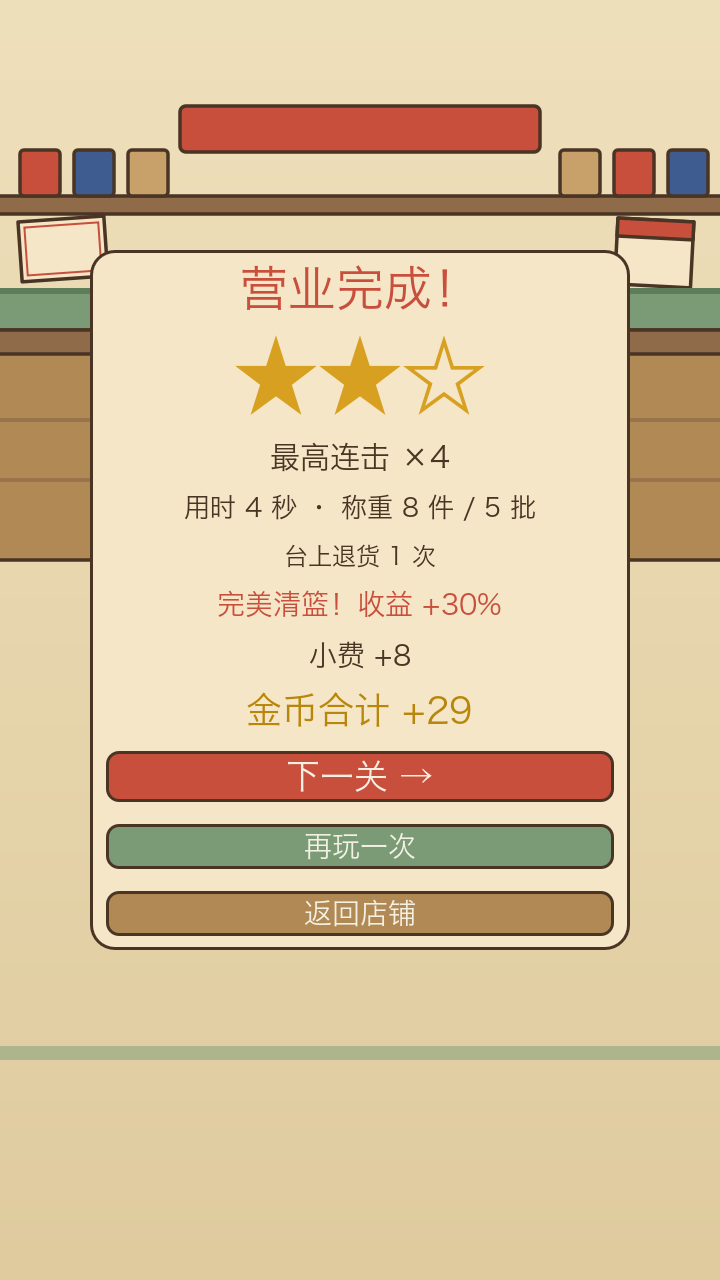 营业完成！
★★☆
最高连击 ×4
用时 4 秒 · 称重 8 件 / 5 批
台上退货 1 次
完美清篮！收益 +30%
小费 +8
金币合计 +29
下一关 →
再玩一次
返回店铺